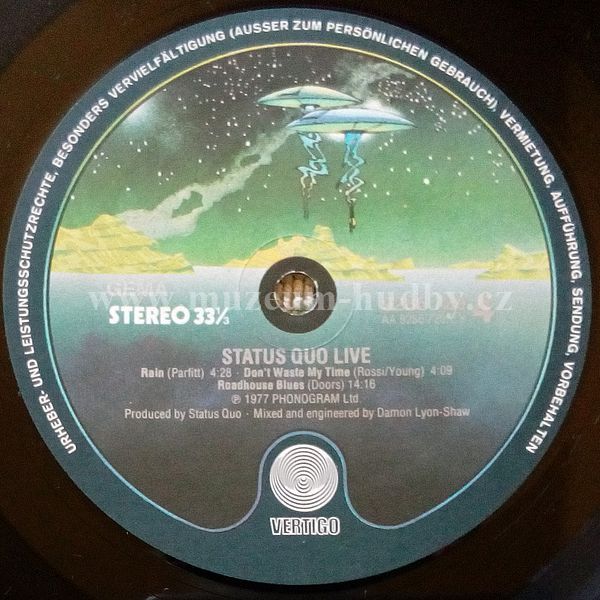 URHEBER- UND LEISTUNGSSCHUTZRECHTE, BESONDERS VERVIELFÄLTIGUNG (AUSSER ZUM PERSÖNLICHEN GEBRAUCH), VERMIETUNG, AUFFÜHRUNG, SENDUNG, VORBEHALTEN
GEMA
www.muzeum-hudby.cz
STEREO 33⅓
4
STATUS QUO LIVE
Rain (Parfitt) 4:28 · Don't Waste My Time (Rossi/Young) 4:09
Roadhouse Blues (Doors) 14:16
℗ 1977 PHONOGRAM Ltd.
Produced by Status Quo · Mixed and engineered by Damon Lyon-Shaw
VERTIGO